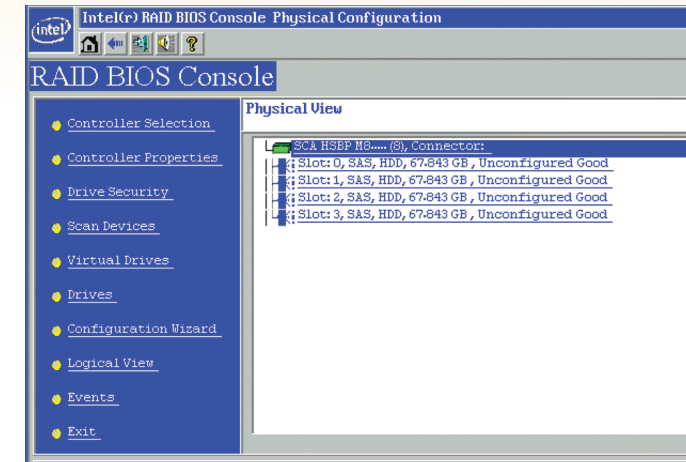 Intel(r) RAID BIOS Console Physical Configuration
intel
?
RAID BIOS Console
Physical View
Controller Selection
Controller Properties
Drive Security
Scan Devices
Virtual Drives
Drives
Configuration Wizard
Logical View
Events
Exit
SCA HSBP M8..... (8), Connector:
Slot: 0, SAS, HDD, 67.843 GB , Unconfigured Good
Slot: 1, SAS, HDD, 67.843 GB , Unconfigured Good
Slot: 2, SAS, HDD, 67.843 GB , Unconfigured Good
Slot: 3, SAS, HDD, 67.843 GB , Unconfigured Good